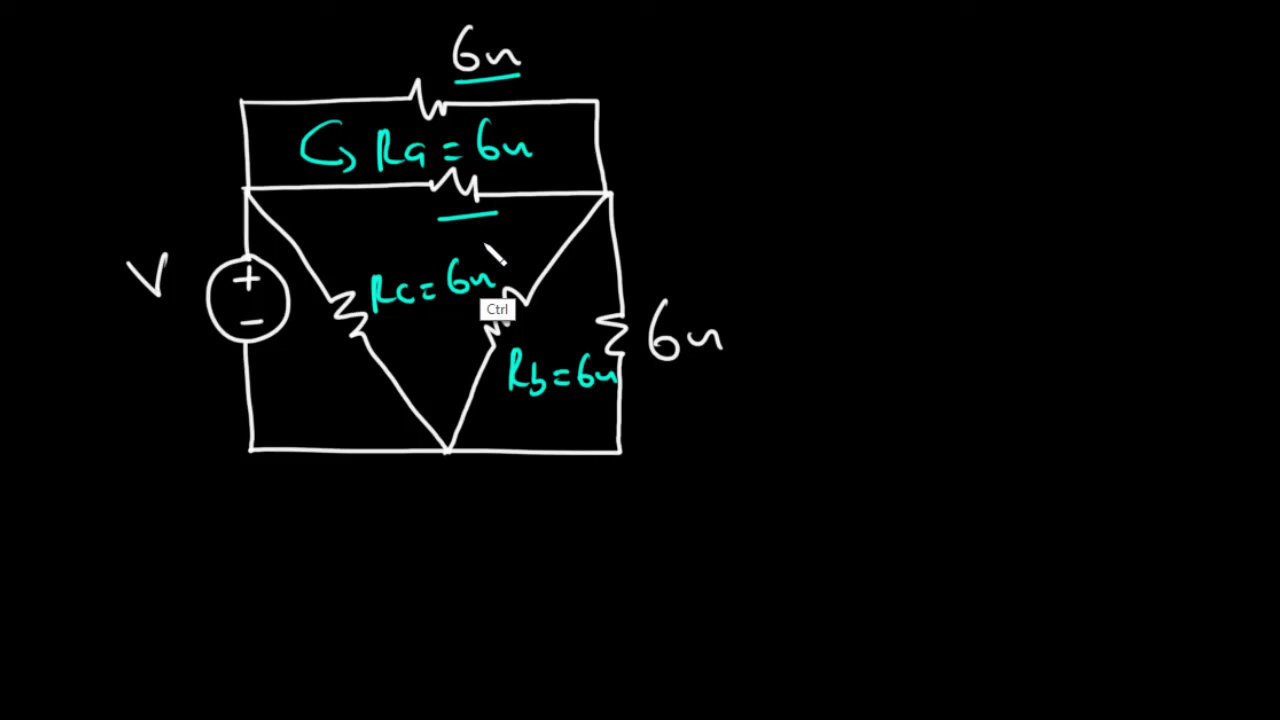 6Ω
Ra = 6Ω
V
+
-
Rc = 6Ω
Ctrl
6Ω
Rb = 6Ω